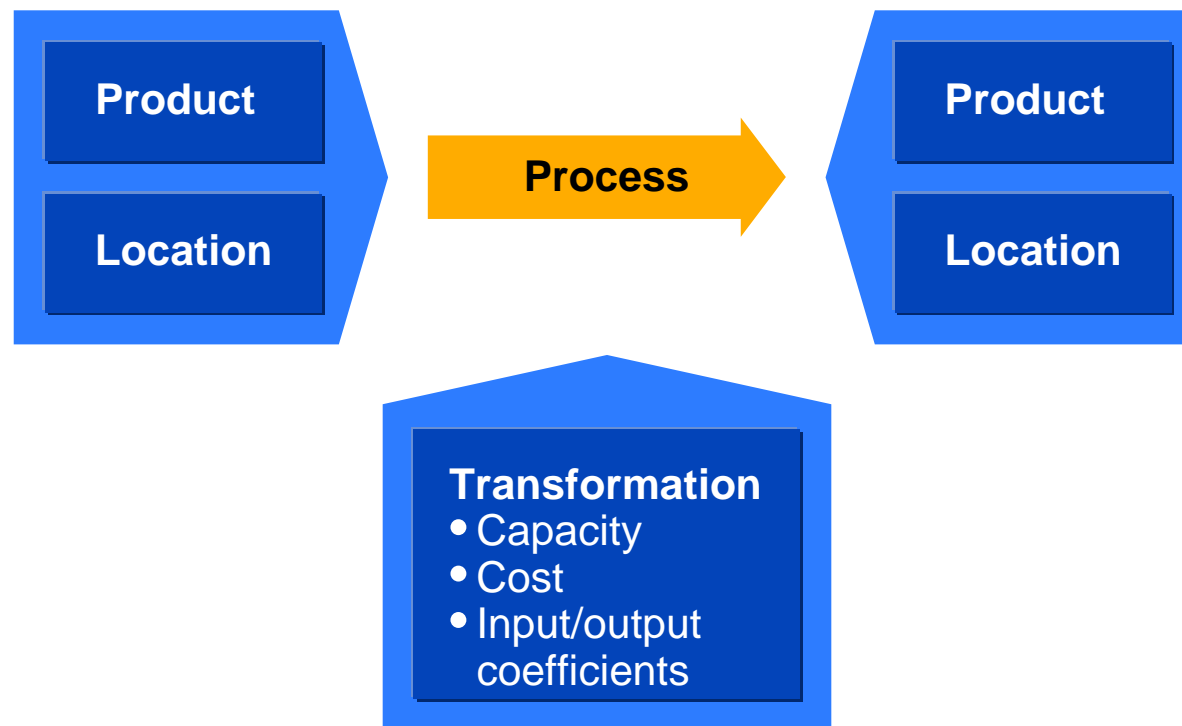 Product
Location
Process
Product
Location
Transformation
• Capacity
• Cost
• Input/output
coefficients